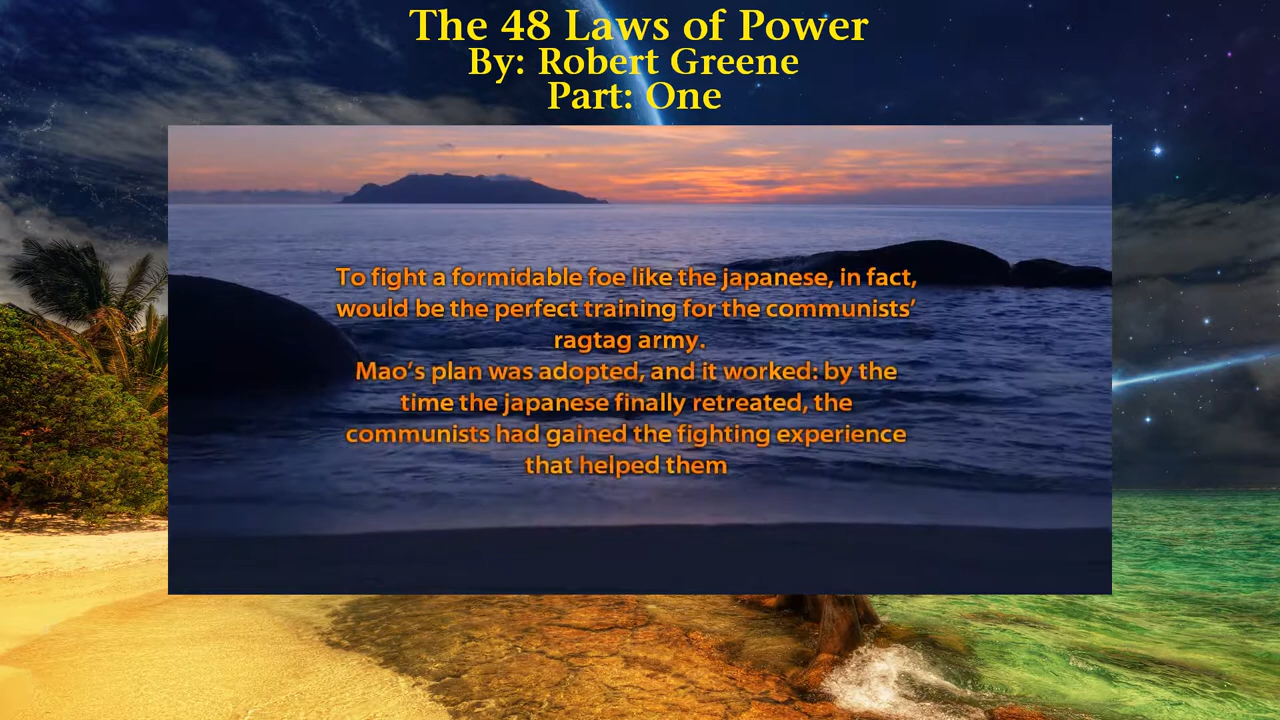 The 48 Laws of Power
By: Robert Greene
Part: One
To fight a formidable foe like the japanese, in fact,
would be the perfect training for the communists’
ragtag army.
Mao’s plan was adopted, and it worked: by the
time the japanese finally retreated, the
communists had gained the fighting experience
that helped them